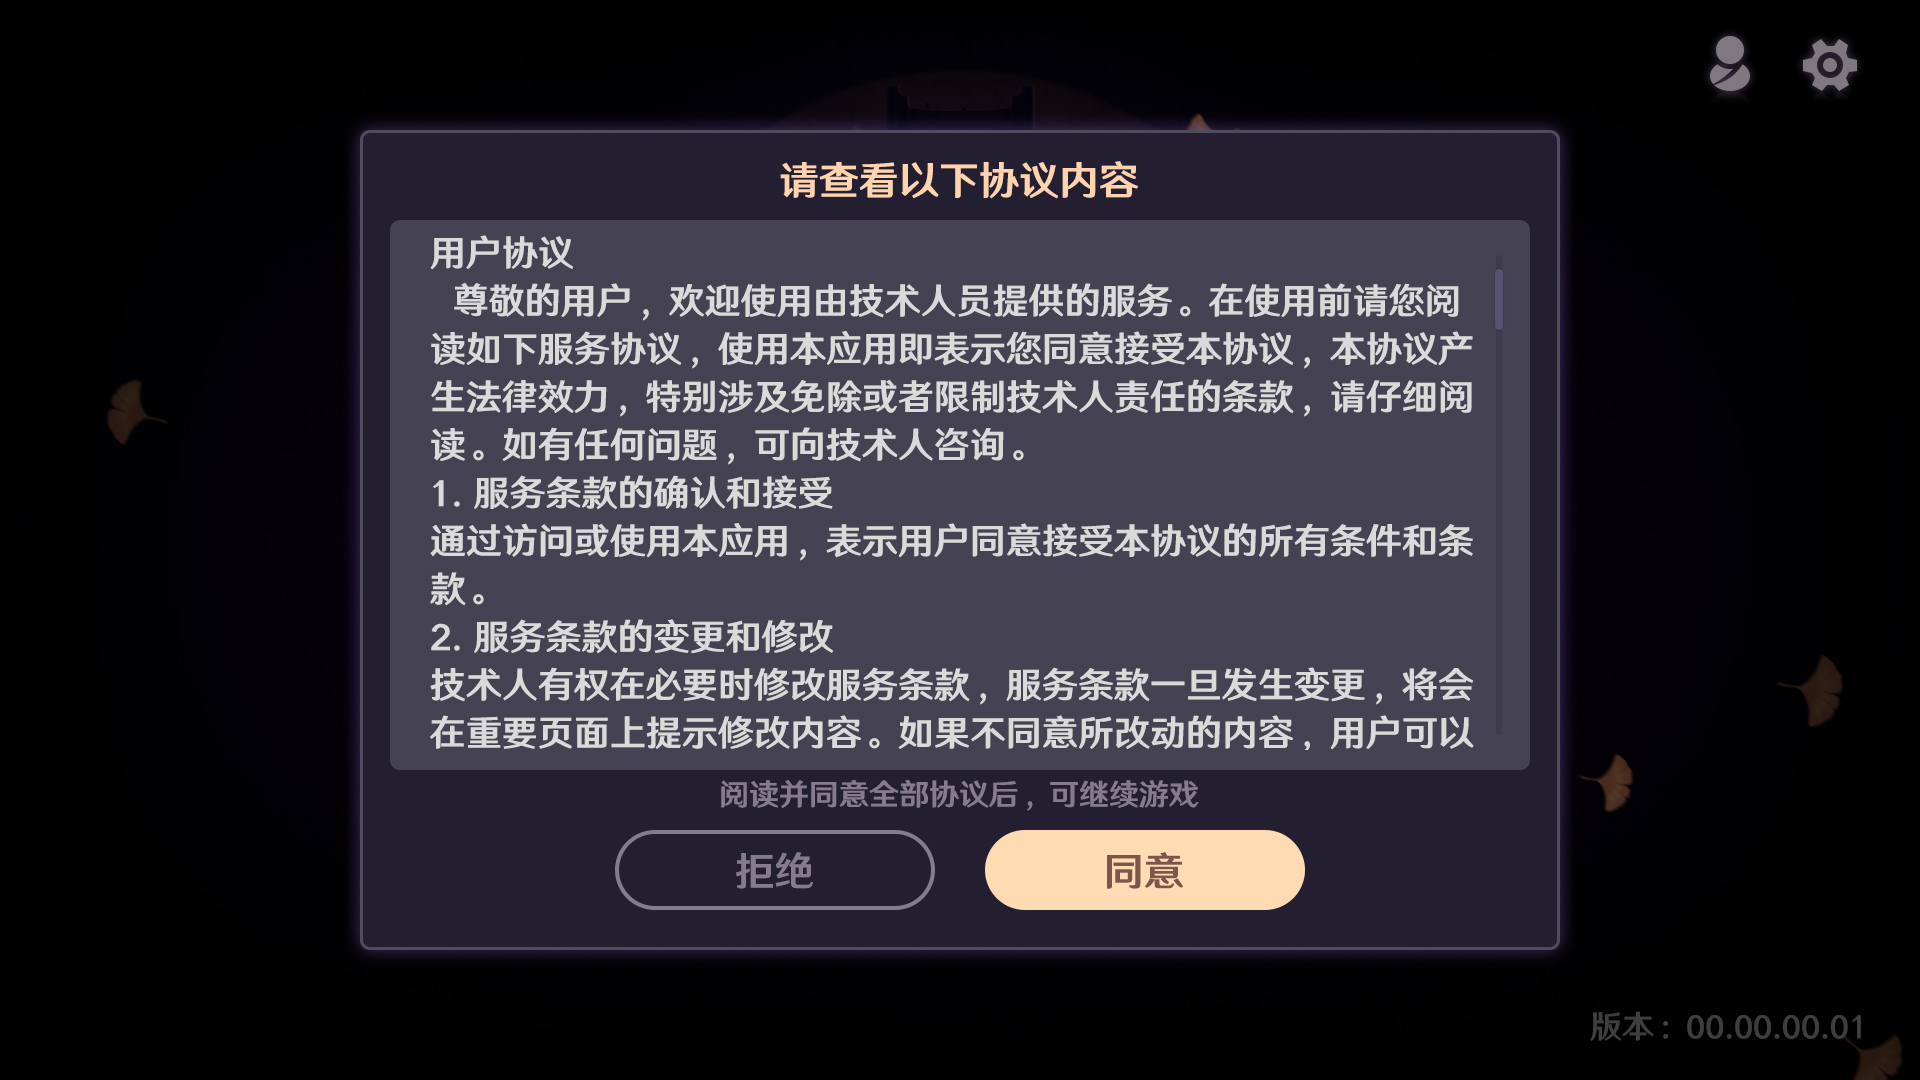 请查看以下协议内容
用户协议
尊敬的用户，欢迎使用由技术人员提供的服务。在使用前请您阅
读如下服务协议，使用本应用即表示您同意接受本协议，本协议产
生法律效力，特别涉及免除或者限制技术人责任的条款，请仔细阅
读。如有任何问题，可向技术人咨询。
1. 服务条款的确认和接受
通过访问或使用本应用，表示用户同意接受本协议的所有条件和条
款。
2. 服务条款的变更和修改
技术人有权在必要时修改服务条款，服务条款一旦发生变更，将会
在重要页面上提示修改内容。如果不同意所改动的内容，用户可以
阅读并同意全部协议后，可继续游戏
拒绝
同意
版本：00.00.00.01